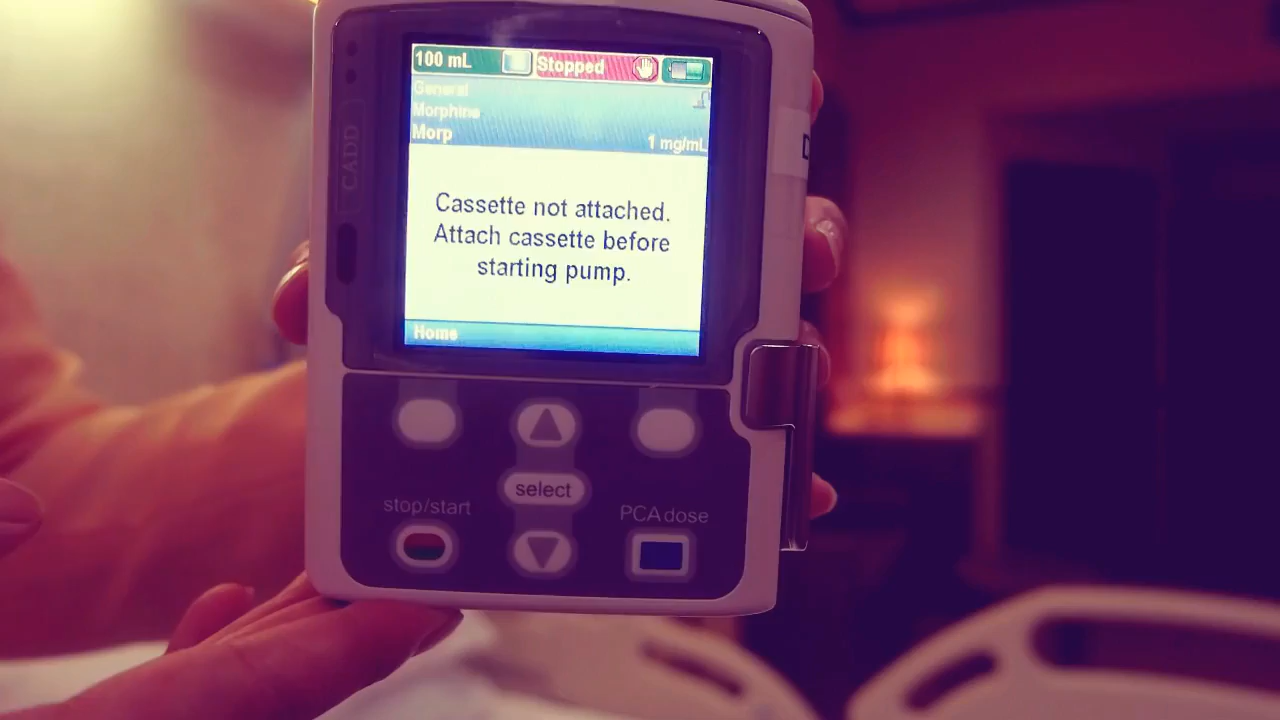 100 mL
Stopped
General
Morphine
Morp
1 mg/mL
Cassette not attached.
Attach cassette before
starting pump.
Home
CADD
select
stop/start
PCA dose